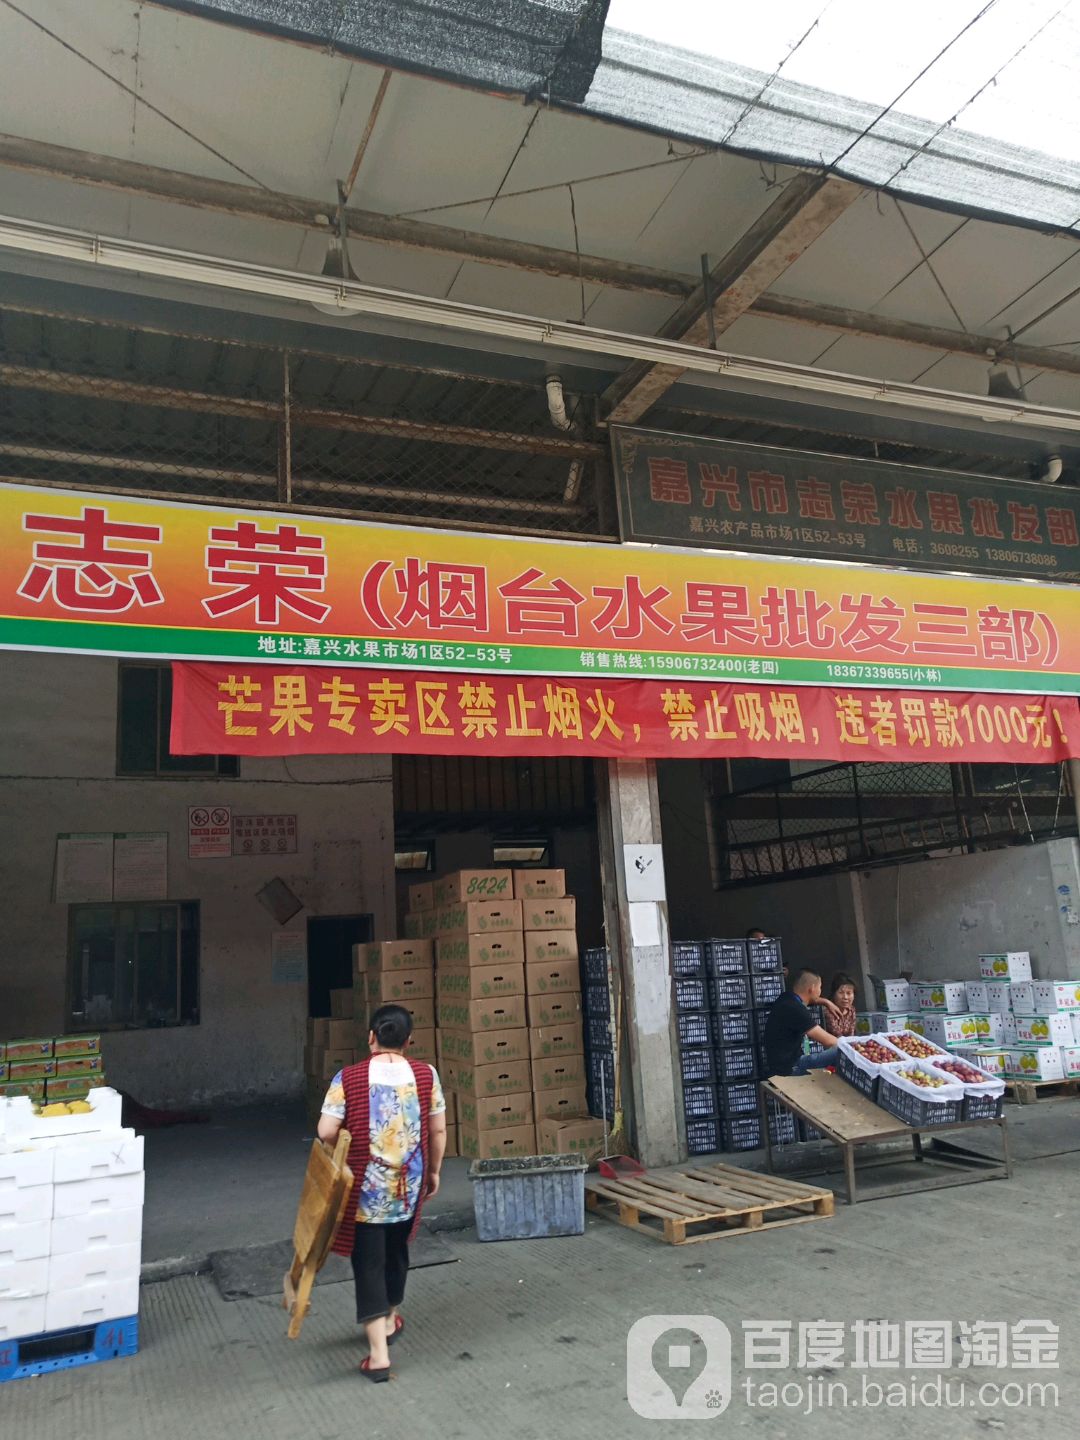 嘉兴市志荣水果批发部
嘉兴农产品市场1区52-53号 电话：3608255 13806738086
志荣(烟台水果批发三部)
地址:嘉兴水果市场1区52-53号 销售热线:15906732400(老四) 18367339655(小林)
芒果专卖区禁止烟火，禁止吸烟，违者罚款1000元！
8424
百度地图淘金
taojin.baidu.com